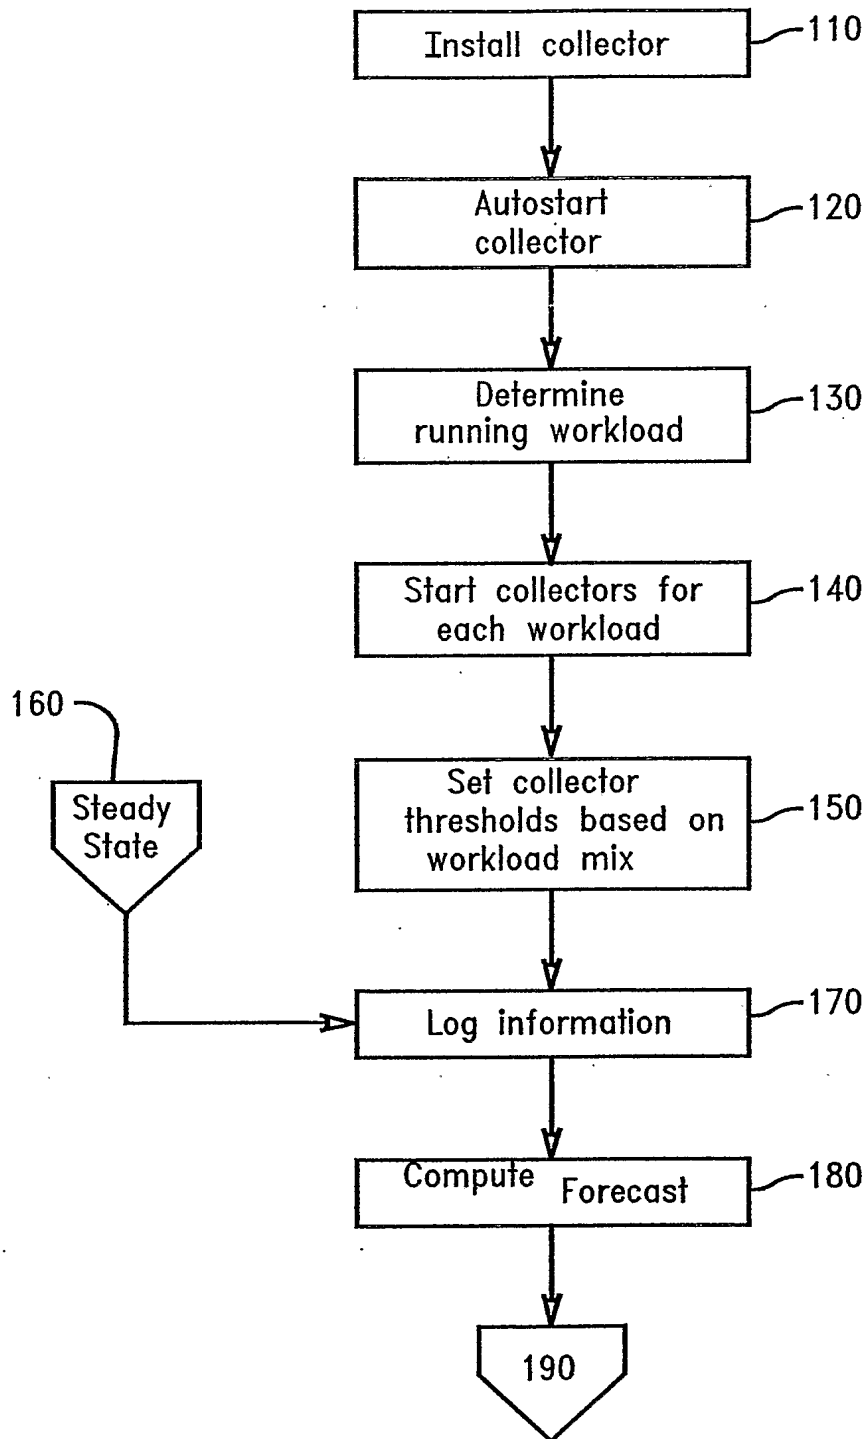 Install collector
110
Autostart
collector
120
Determine
running workload
130
Start collectors for
each workload
140
160
Steady
State
Set collector
thresholds based on
workload mix
150
Log information
170
Compute Forecast
180
190